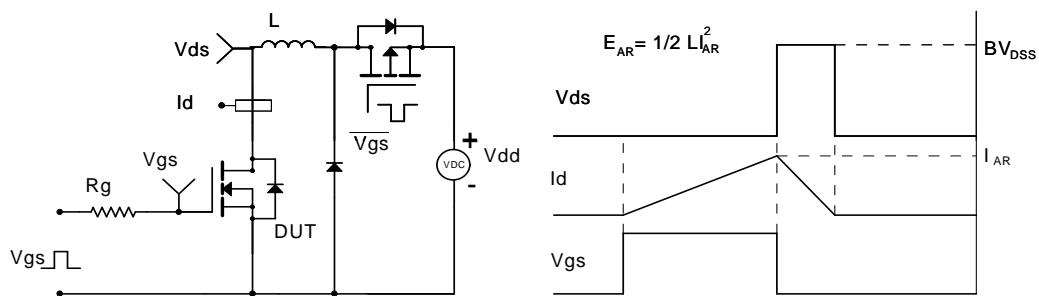 L
Vds
Id
Vgs
Vgs
+
VDC
Vdd
-
Rg
DUT
Vgs
E_AR= 1/2 LI²_AR
BV_DSS
Vds
I_AR
Id
Vgs